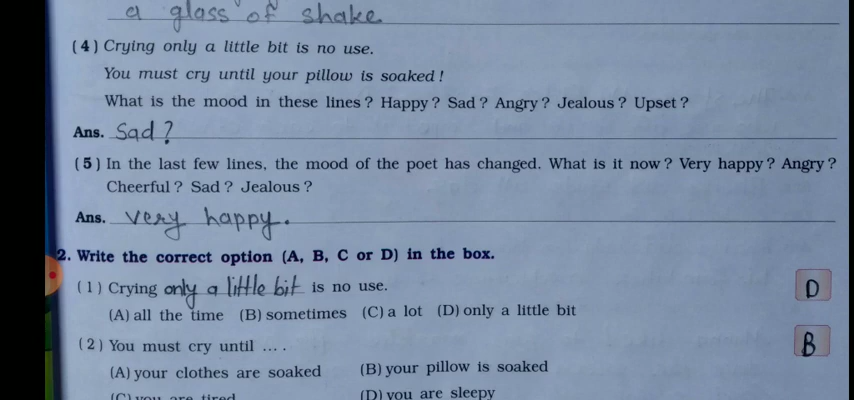 a glass of shake.
(4) Crying only a little bit is no use.
You must cry until your pillow is soaked!
What is the mood in these lines? Happy? Sad? Angry? Jealous? Upset?
Ans. Sad?
(5) In the last few lines, the mood of the poet has changed. What is it now? Very happy? Angry?
Cheerful? Sad? Jealous?
Ans. very happy.
2. Write the correct option (A, B, C or D) in the box.
(1) Crying only a little bit is no use. D
(A) all the time (B) sometimes (C) a lot (D) only a little bit
(2) You must cry until .... B
(A) your clothes are soaked (B) your pillow is soaked
(C) you are tired (D) you are sleepy